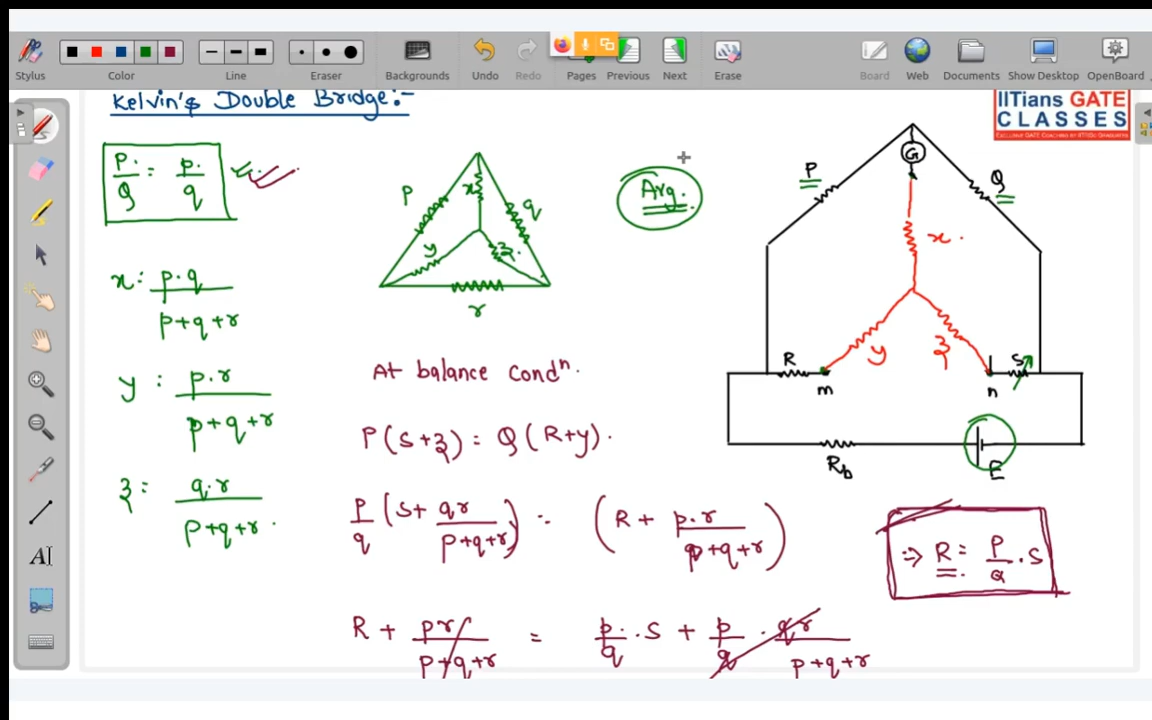 Stylus
Color
Line
Eraser
Backgrounds
Undo
Redo
Pages
Previous
Next
Erase
Board
Web
Documents
Show Desktop
OpenBoard
Kelvin's Double Bridge:-
IITians GATE
CLASSES
P/Q = p/q
x = p.q/(p+q+r)
y = p.r/(p+q+r)
z = q.r/(p+q+r)
p
x
q
y
z
r
Avg.
At balance condn.
P(S+z) = Q(R+y).
p/q (S+ qr/(p+q+r)) = (R + p.r/(p+q+r))
R + pr/(p+q+r) = p/q . S + p/q . qr/(p+q+r)
G
P
Q
x
R
y
z
S
m
n
Rb
E
⇒ R = P/Q . S
AI